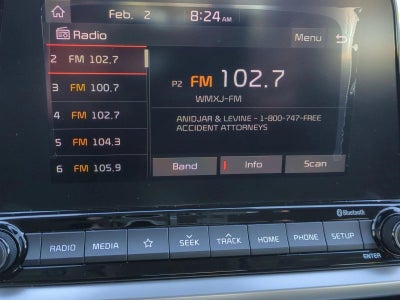 Feb. 2 8:24 AM
Radio Menu
2 FM 102.7
3 FM 100.7
4 FM 102.7
5 FM 104.3
6 FM 105.9
P2 FM 102.7
WMXJ-FM
ANIDJAR & LEVINE - 1-800-747-FREE
ACCIDENT ATTORNEYS
Band Info Scan
Bluetooth
RADIO MEDIA SEEK TRACK HOME PHONE SETUP
ENTER